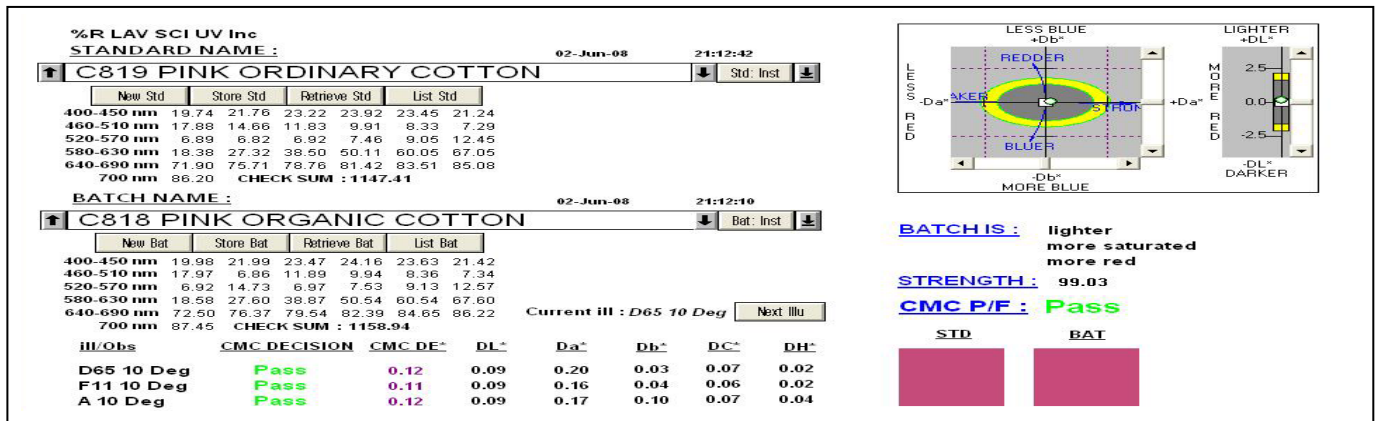 %R LAV SCI UV Inc
STANDARD NAME : 02-Jun-08 21:12:42
C819 PINK ORDINARY COTTON Std: Inst
New Std Store Std Retrieve Std List Std
400-450 nm 19.74 21.76 23.22 23.92 23.45 21.24
460-510 nm 17.88 14.66 11.83 9.91 8.33 7.29
520-570 nm 6.89 6.82 6.92 7.46 9.05 12.45
580-630 nm 18.38 27.32 38.50 50.11 60.05 67.05
640-690 nm 71.90 75.71 78.76 81.42 83.51 85.08
700 nm 86.20 CHECK SUM : 1147.41
BATCH NAME : 02-Jun-08 21:12:10
C818 PINK ORGANIC COTTON Bat: Inst
New Bat Store Bat Retrieve Bat List Bat
400-450 nm 19.98 21.99 23.47 24.16 23.63 21.42
460-510 nm 17.97 6.86 11.89 9.94 8.36 7.34
520-570 nm 6.92 14.73 6.97 7.53 9.13 12.57
580-630 nm 18.58 27.60 38.87 50.54 60.54 67.60
640-690 nm 72.50 76.37 79.54 82.39 84.65 86.22 Current ill : D65 10 Deg Next Illu
700 nm 87.45 CHECK SUM : 1158.94
ill/Obs CMC DECISION CMC DE* DL* Da* Db* DC* DH*
D65 10 Deg Pass 0.12 0.09 0.20 0.03 0.07 0.02
F11 10 Deg Pass 0.11 0.09 0.16 0.04 0.06 0.02
A 10 Deg Pass 0.12 0.09 0.17 0.10 0.07 0.04
LESS BLUE
+Db*
REDDER
LESS RED
-Da* AKER STRON +Da*
MORE RED
BLUER
-Db*
MORE BLUE
LIGHTER
+DL*
2.5
0.0
-2.5
-DL*
DARKER
BATCH IS : lighter
more saturated
more red
STRENGTH : 99.03
CMC P/F : Pass
STD BAT